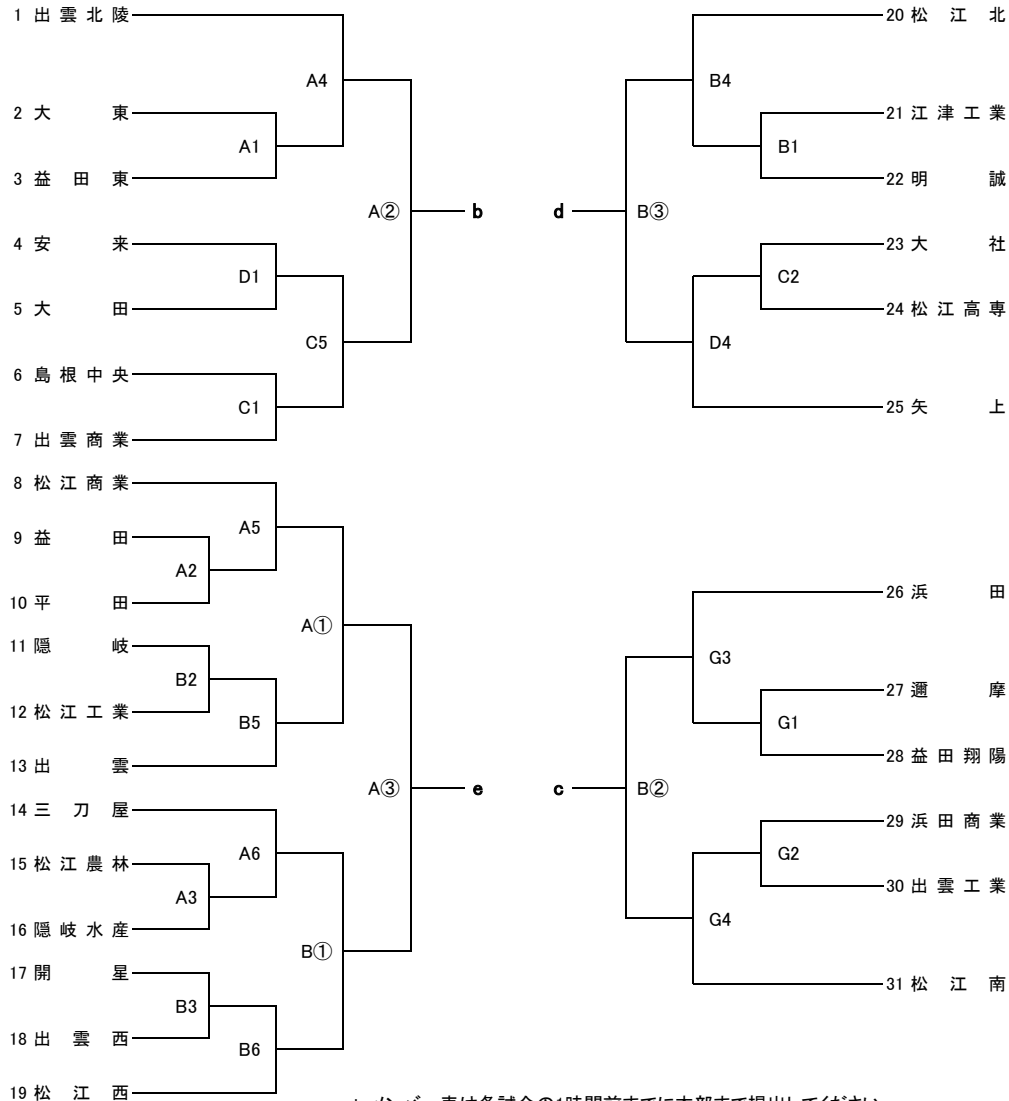 1 出雲北陵
A4
2 大東
A1
3 益田東
A② b
4 安来
D1
5 大田
C5
6 島根中央
C1
7 出雲商業
8 松江商業
A5
9 益田
A2
10 平田
A①
11 隠岐
B2
12 松江工業
B5
13 出雲
A③ e
14 三刀屋
A6
15 松江農林
A3
16 隠岐水産
B①
17 開星
B3
18 出雲西
B6
19 松江西
20 松江北
B4
21 江津工業
B1
22 明誠
d B③
23 大社
C2
24 松江高専
D4
25 矢上
26 浜田
G3
27 邇摩
G1
28 益田翔陽
c B②
29 浜田商業
G2
30 出雲工業
G4
31 松江南